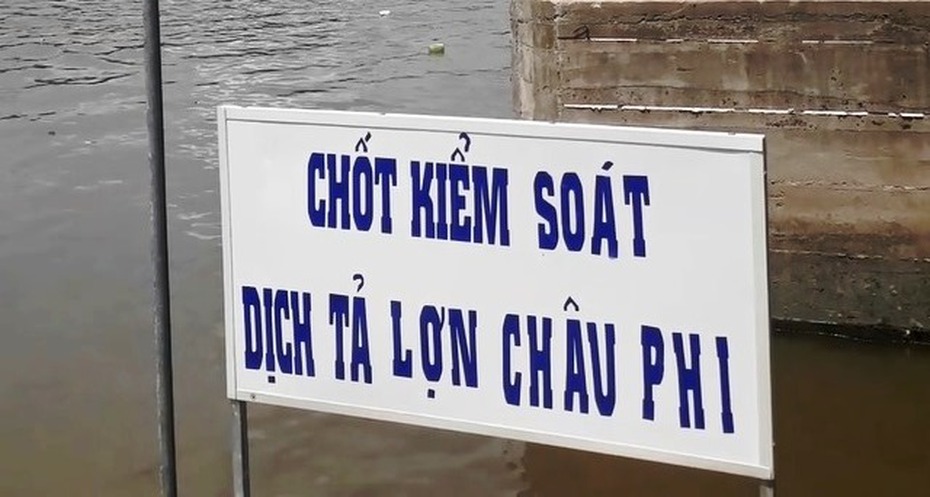 CHỐT KIỂM SOÁT
DỊCH TẢ LỢN CHÂU PHI